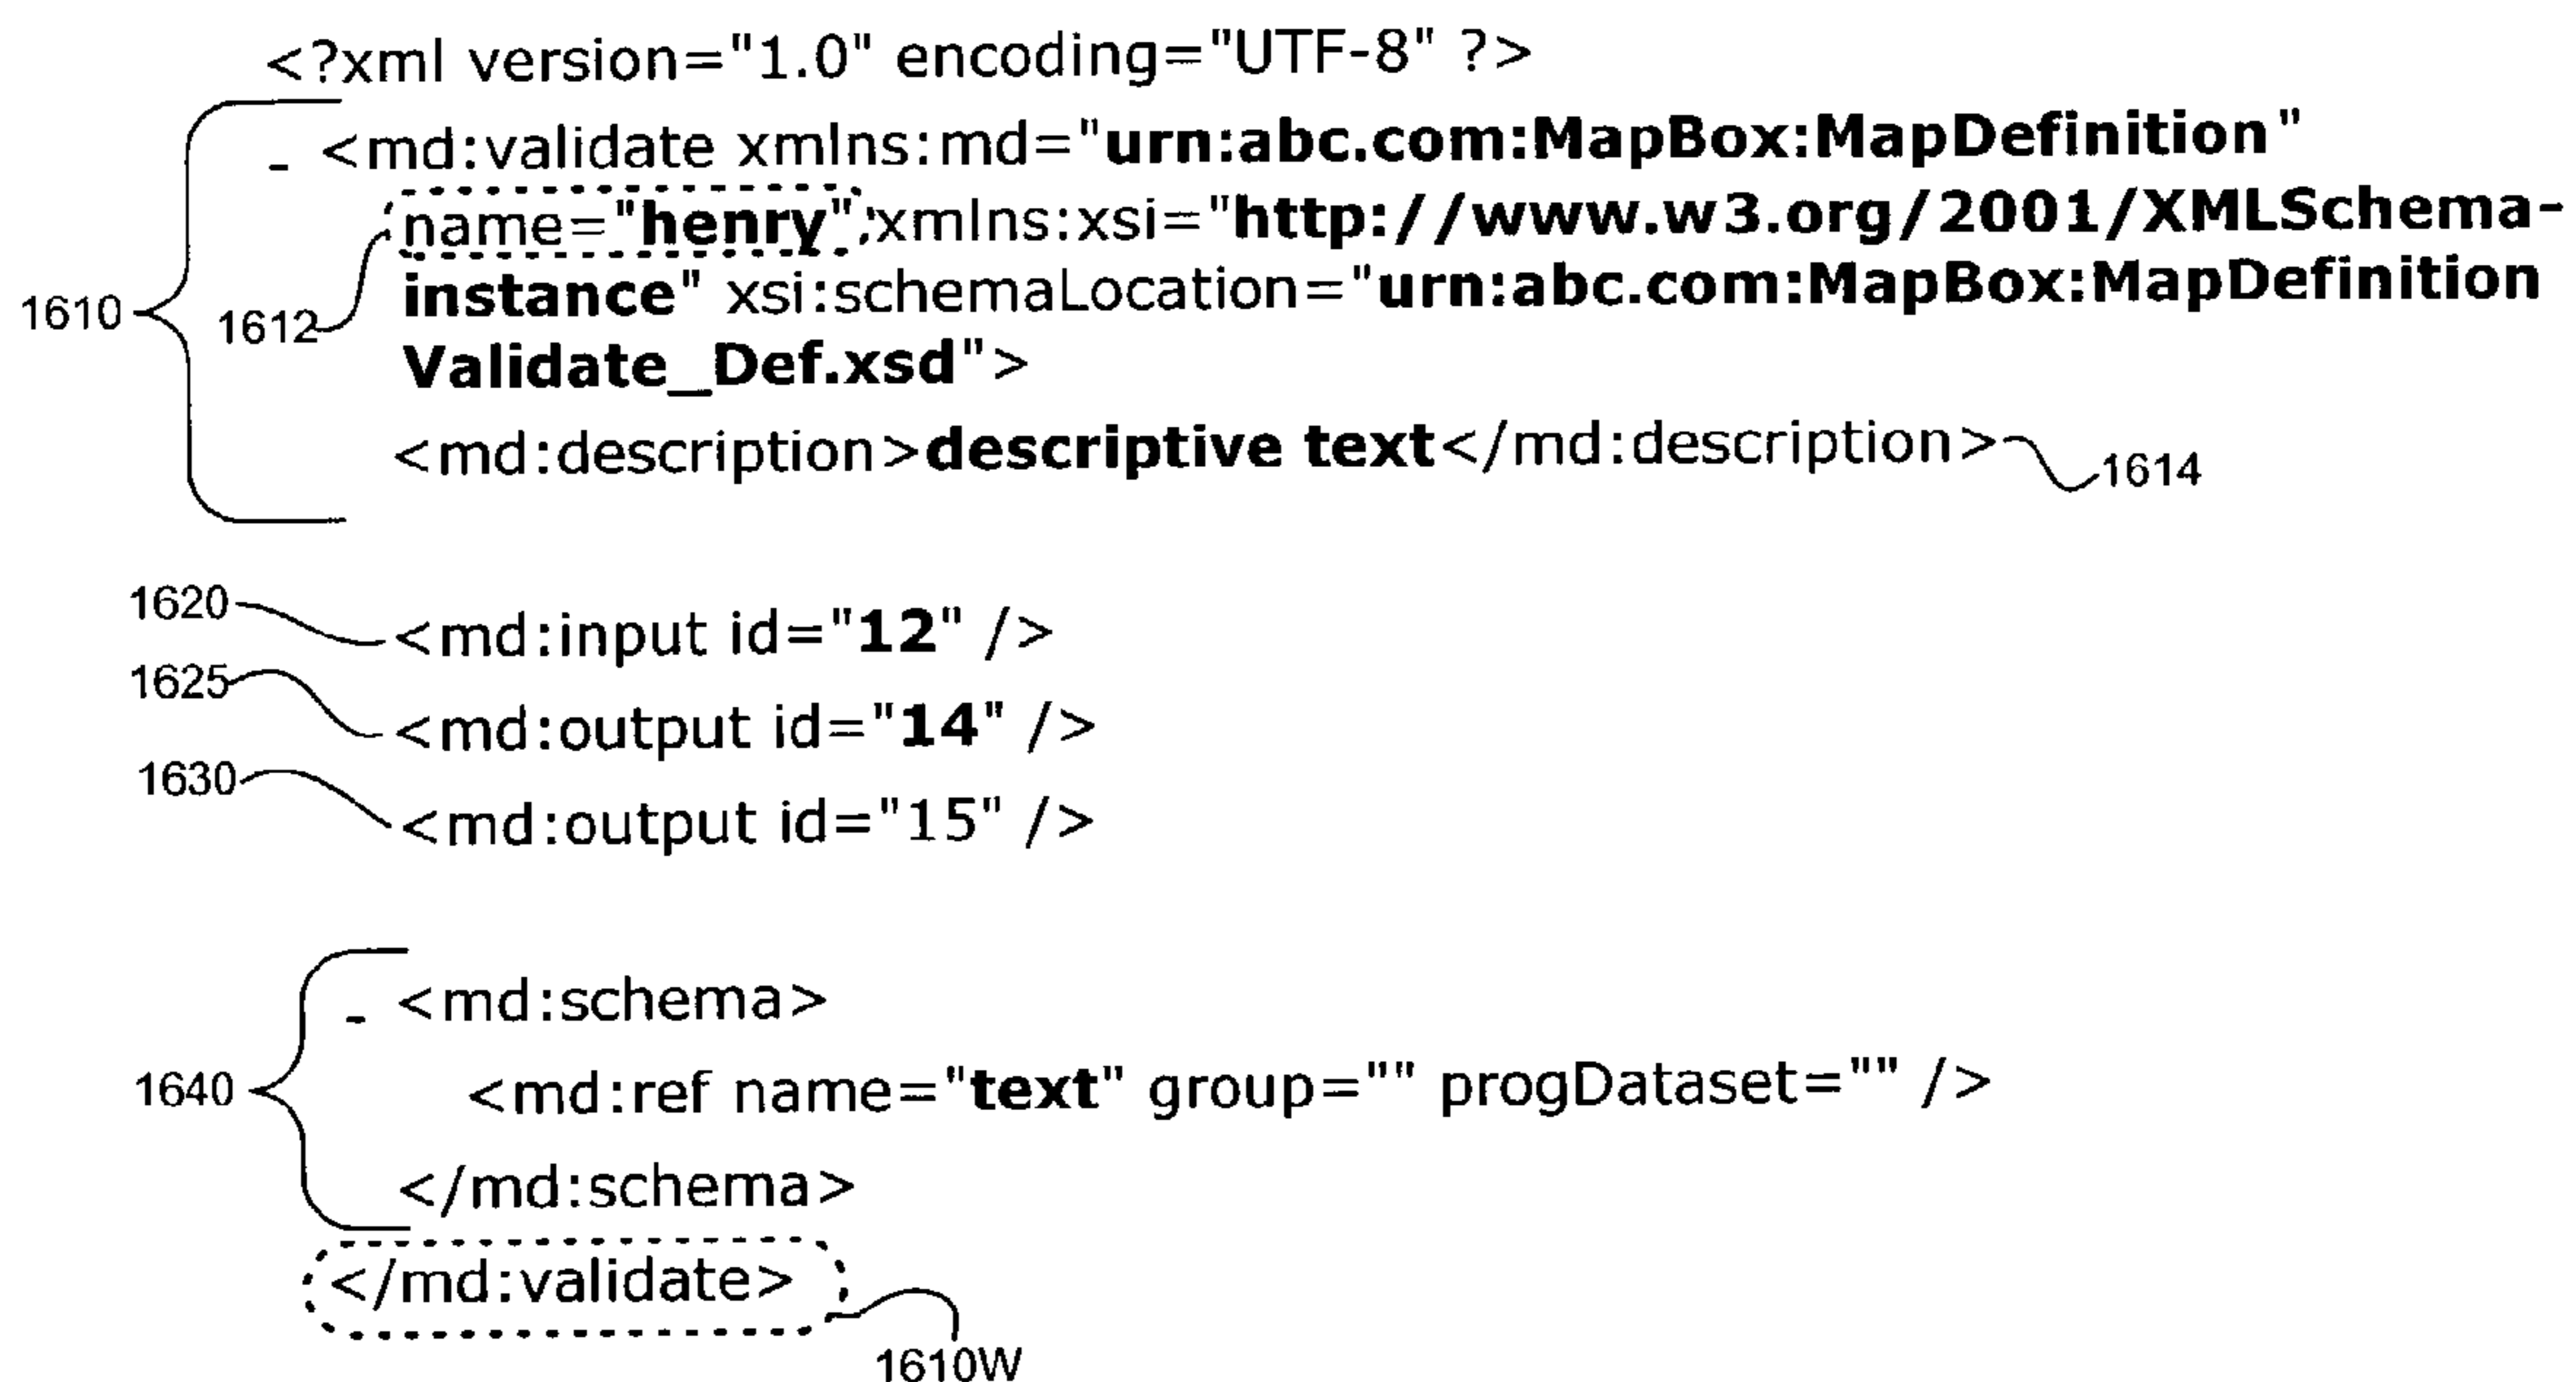 <?xml version="1.0" encoding="UTF-8" ?>
- <md:validate xmlns:md="urn:abc.com:MapBox:MapDefinition"
name="henry" xmlns:xsi="http://www.w3.org/2001/XMLSchema-
1610 1612 instance" xsi:schemaLocation="urn:abc.com:MapBox:MapDefinition
Validate_Def.xsd">
<md:description>descriptive text</md:description> 1614
1620 <md:input id="12" />
1625 <md:output id="14" />
1630 <md:output id="15" />
- <md:schema>
1640 <md:ref name="text" group="" progDataset="" />
</md:schema>
</md:validate>
1610W